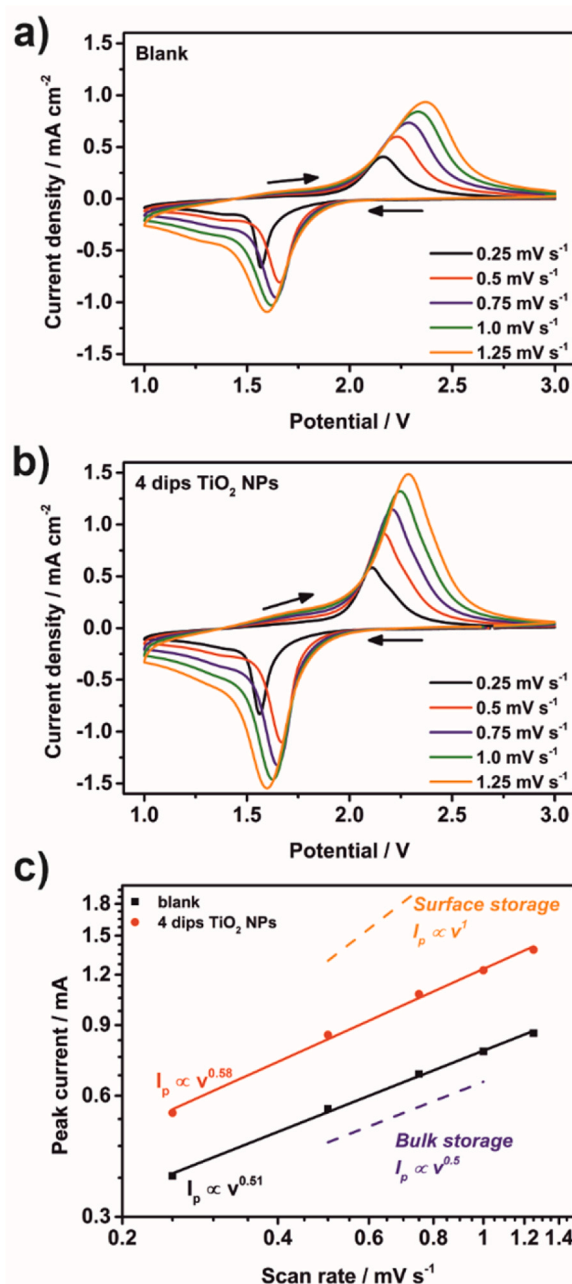 a)
Blank
1.5
1.0
0.5
0.0
-0.5
-1.0
-1.5
Current density / mA cm⁻²
0.25 mV s⁻¹
0.5 mV s⁻¹
0.75 mV s⁻¹
1.0 mV s⁻¹
1.25 mV s⁻¹
1.0 1.5 2.0 2.5 3.0
Potential / V
b)
4 dips TiO₂ NPs
1.5
1.0
0.5
0.0
-0.5
-1.0
-1.5
Current density / mA cm⁻²
0.25 mV s⁻¹
0.5 mV s⁻¹
0.75 mV s⁻¹
1.0 mV s⁻¹
1.25 mV s⁻¹
1.0 1.5 2.0 2.5 3.0
Potential / V
c)
blank
4 dips TiO₂ NPs
Surface storage
Iₚ ∝ v¹
1.8
1.5
1.2
0.9
0.6
0.3
Peak current / mA
Iₚ ∝ v⁰·⁵⁸
Iₚ ∝ v⁰·⁵¹
Bulk storage
Iₚ ∝ v⁰·⁵
0.2 0.4 0.6 0.8 1 1.2 1.4
Scan rate / mV s⁻¹